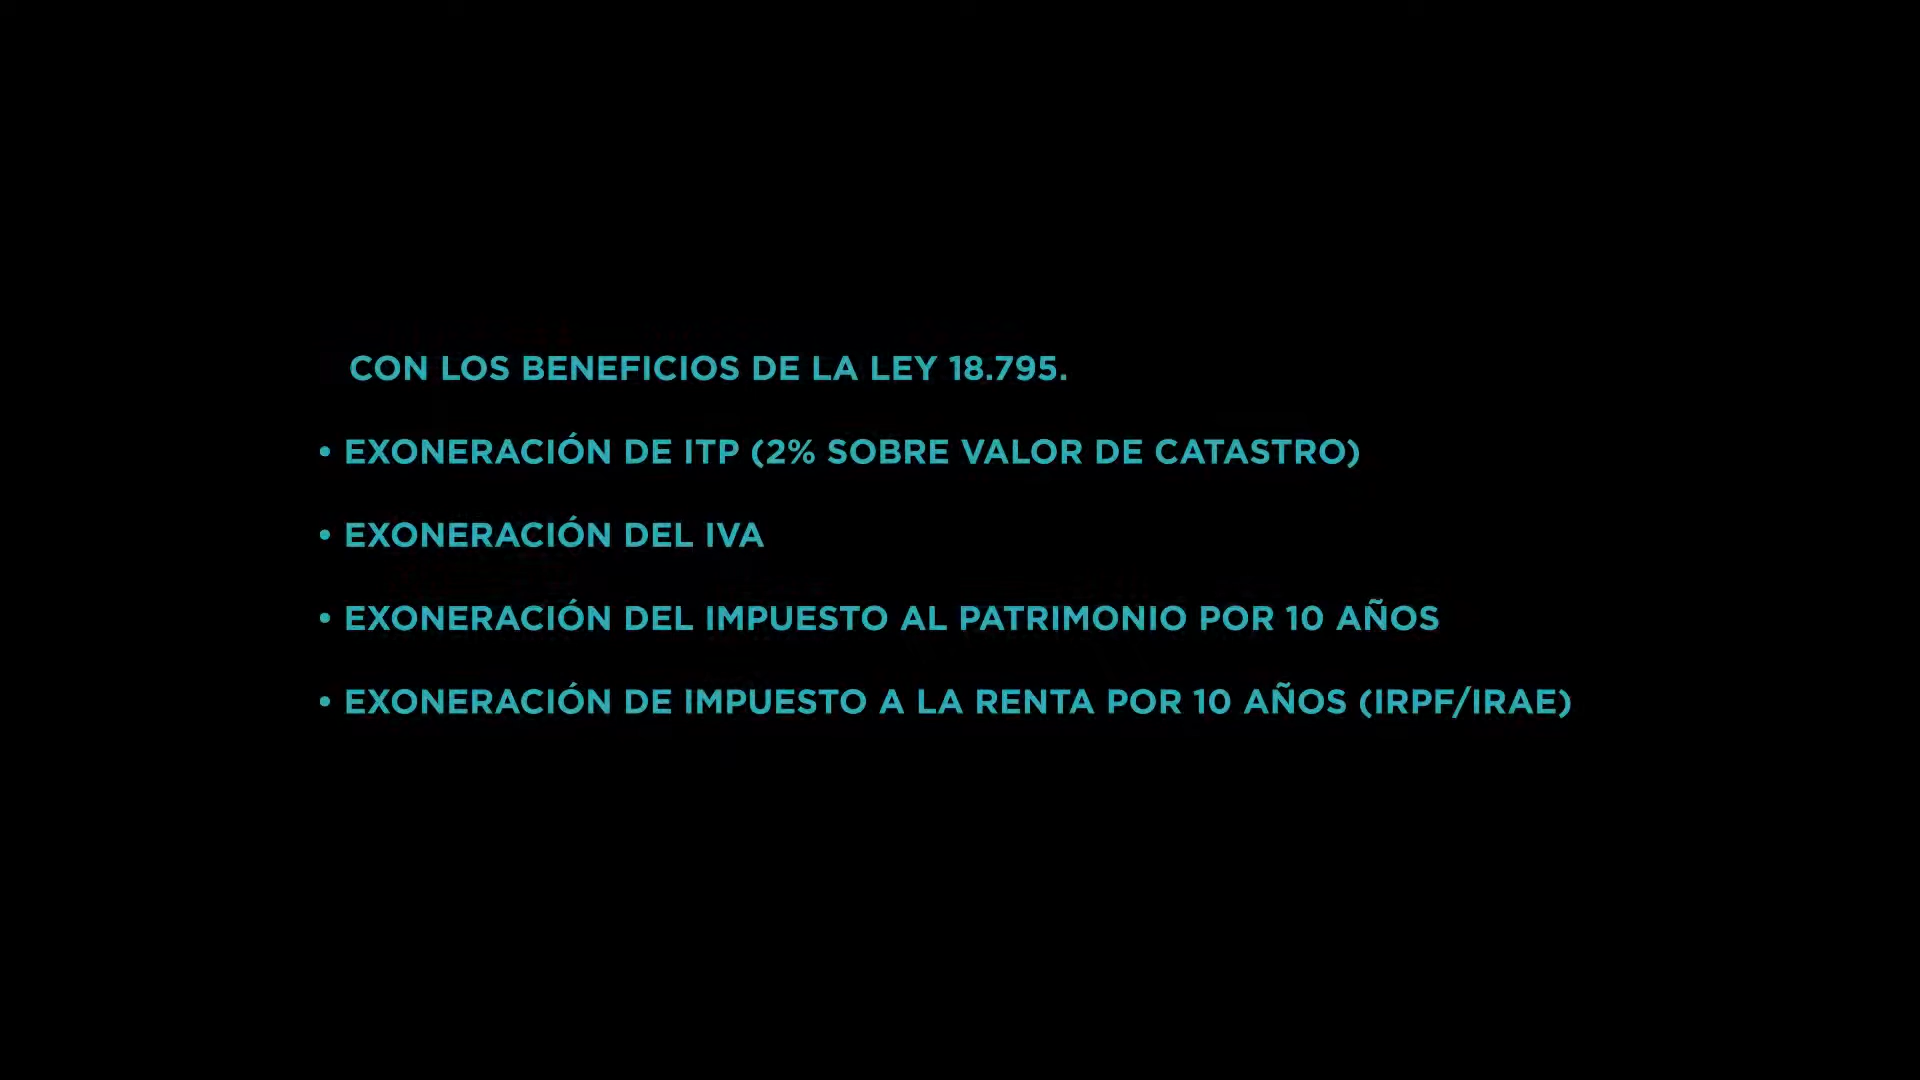 CON LOS BENEFICIOS DE LA LEY 18.795.
• EXONERACIÓN DE ITP (2% SOBRE VALOR DE CATASTRO)
• EXONERACIÓN DEL IVA
• EXONERACIÓN DEL IMPUESTO AL PATRIMONIO POR 10 AÑOS
• EXONERACIÓN DE IMPUESTO A LA RENTA POR 10 AÑOS (IRPF/IRAE)